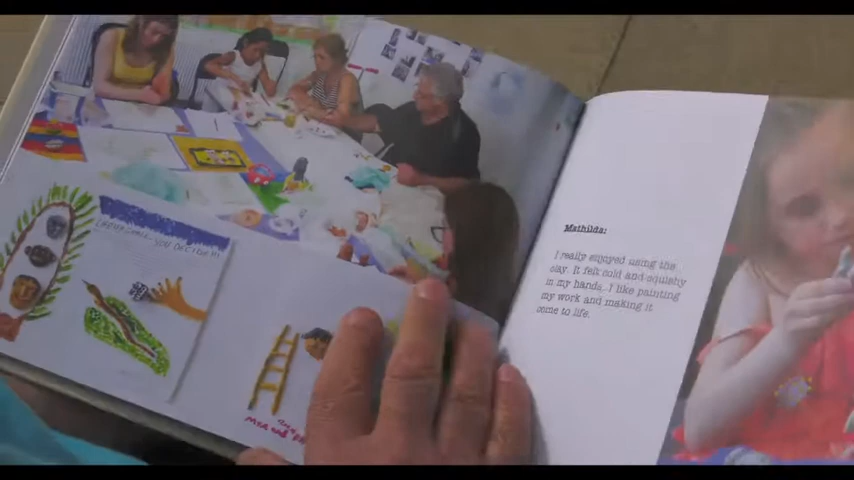 Mathilda:
I really enjoyed using the
clay. It felt cold and squishy
in my hands. I like painting
my work and making it
come to life.